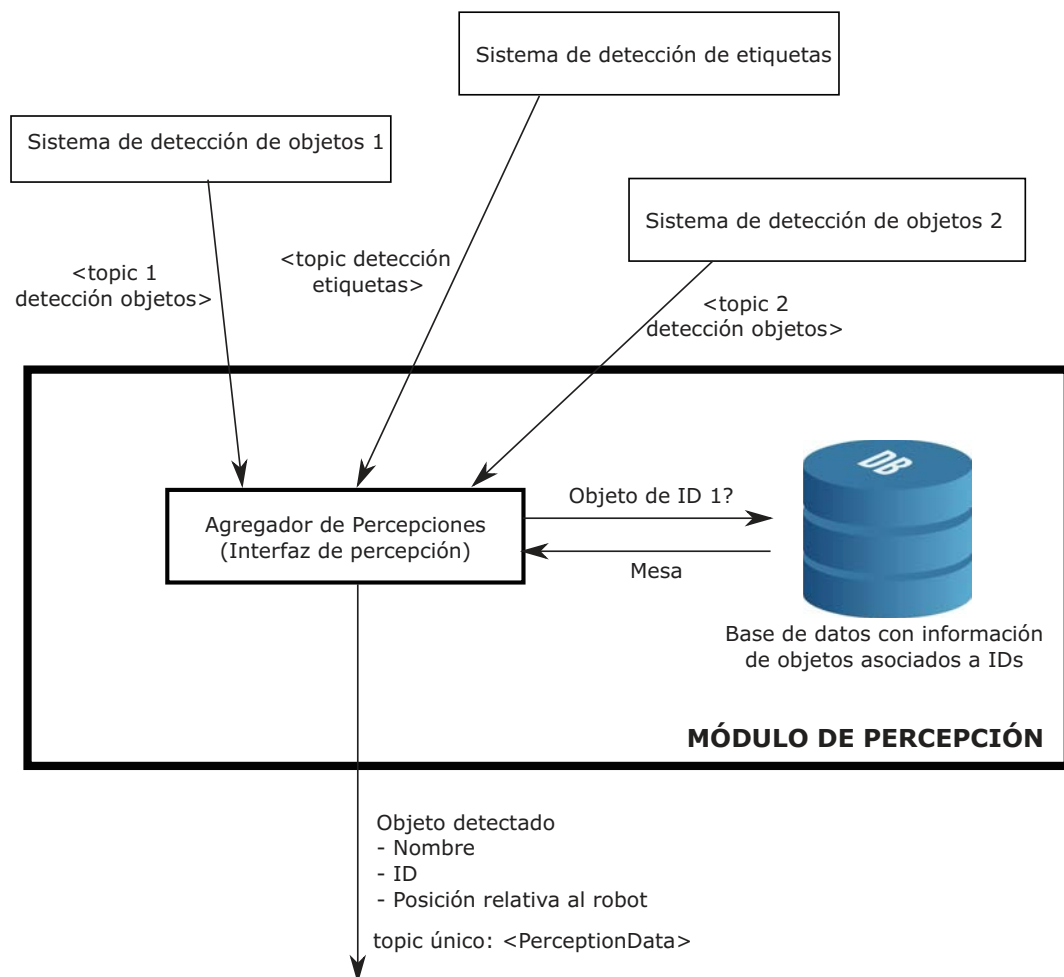 Sistema de detección de etiquetas
Sistema de detección de objetos 1
Sistema de detección de objetos 2
<topic 1
detección objetos>
<topic detección
etiquetas>
<topic 2
detección objetos>
DB
Agregador de Percepciones
(Interfaz de percepción)
Objeto de ID 1?
Mesa
Base de datos con información
de objetos asociados a IDs
MÓDULO DE PERCEPCIÓN
Objeto detectado
- Nombre
- ID
- Posición relativa al robot
topic único: <PerceptionData>